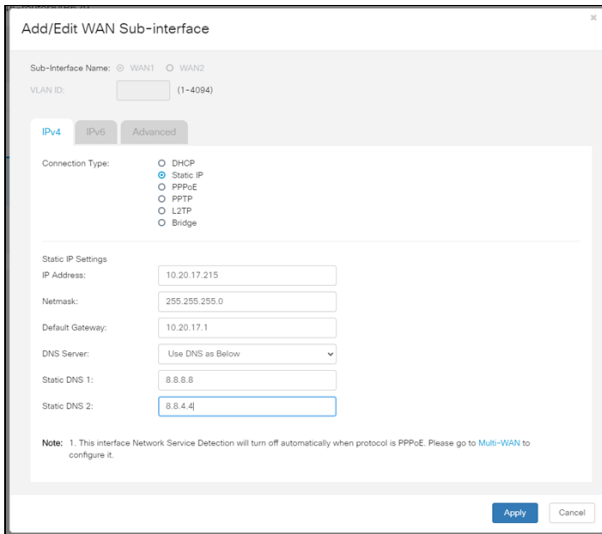 Add/Edit WAN Sub-interface
×
Sub-Interface Name: WAN1 WAN2
VLAN ID: (1-4094)
IPv4 IPv6 Advanced
Connection Type: DHCP
Static IP
PPPoE
PPTP
L2TP
Bridge
Static IP Settings
IP Address: 10.20.17.215
Netmask: 255.255.255.0
Default Gateway: 10.20.17.1
DNS Server: Use DNS as Below
Static DNS 1: 8.8.8.8
Static DNS 2: 8.8.4.4
Note: 1. This interface Network Service Detection will turn off automatically when protocol is PPPoE. Please go to Multi-WAN to
configure it.
Apply Cancel